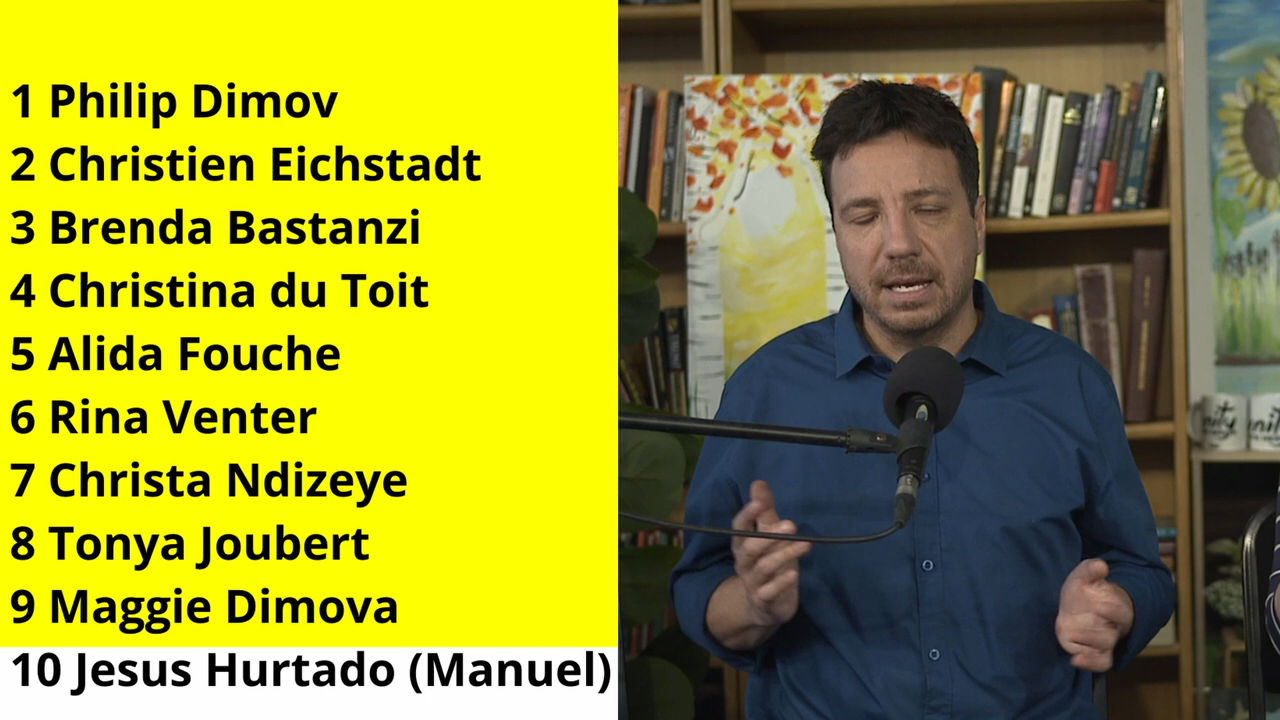 1 Philip Dimov
2 Christien Eichstadt
3 Brenda Bastanzi
4 Christina du Toit
5 Alida Fouche
6 Rina Venter
7 Christa Ndizeye
8 Tonya Joubert
9 Maggie Dimova
10 Jesus Hurtado (Manuel)